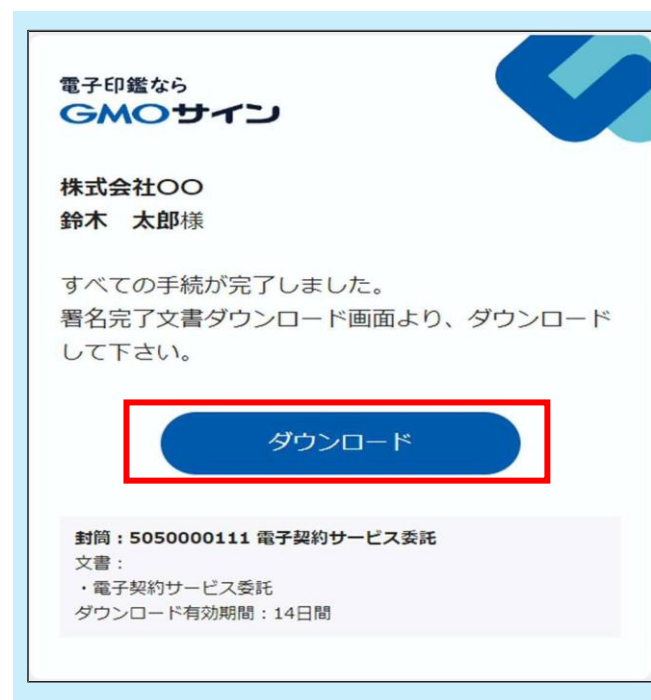 電子印鑑なら
GMOサイン
株式会社〇〇
鈴木　太郎様
すべての手続が完了しました。
署名完了文書ダウンロード画面より、ダウンロード
して下さい。
ダウンロード
封筒：5050000111 電子契約サービス委託
文書：
・電子契約サービス委託
ダウンロード有効期間：14日間